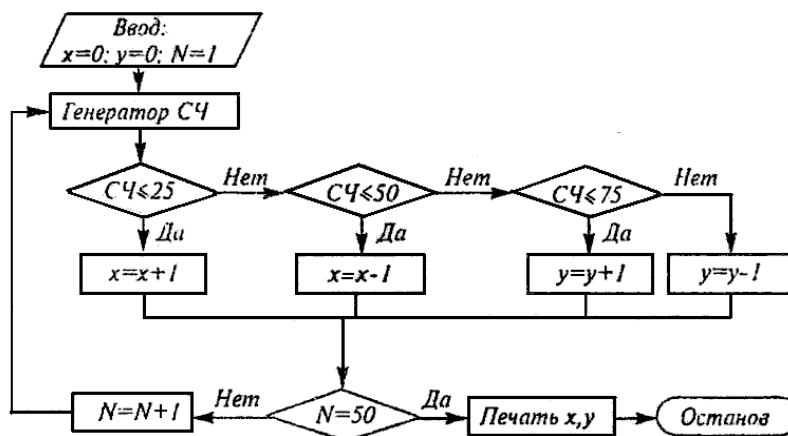 Ввод:
x=0; y=0; N=1
Генератор СЧ
СЧ⩽25
Нет
СЧ⩽50
Нет
СЧ⩽75
Нет
Да
Да
Да
x=x+1
x=x-1
y=y+1
y=y-1
N=N+1
Нет
N=50
Да
Печать x,y
Останов